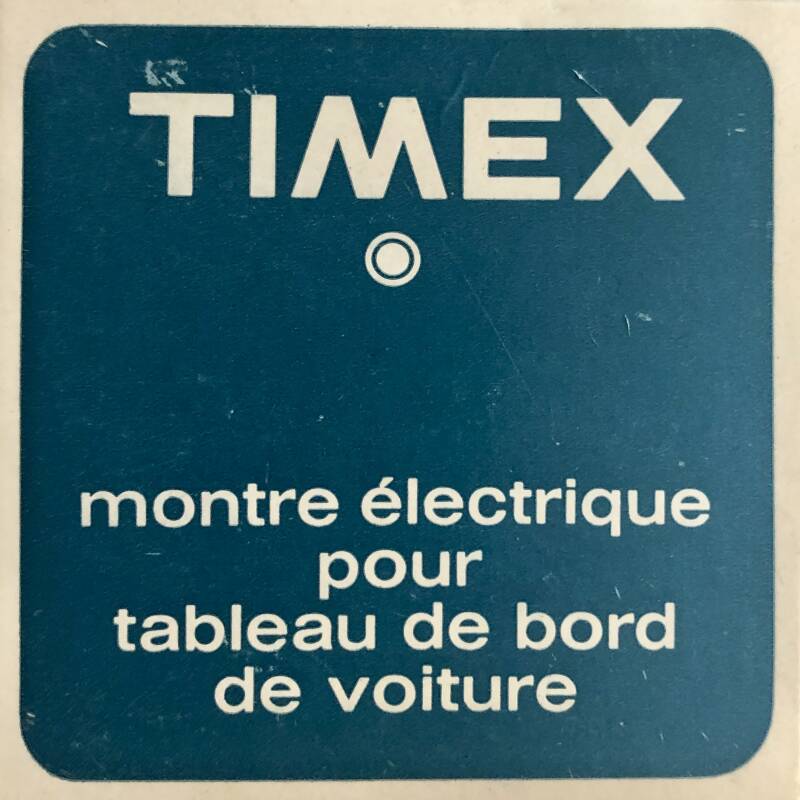 TIMEX
montre électrique
pour
tableau de bord
de voiture